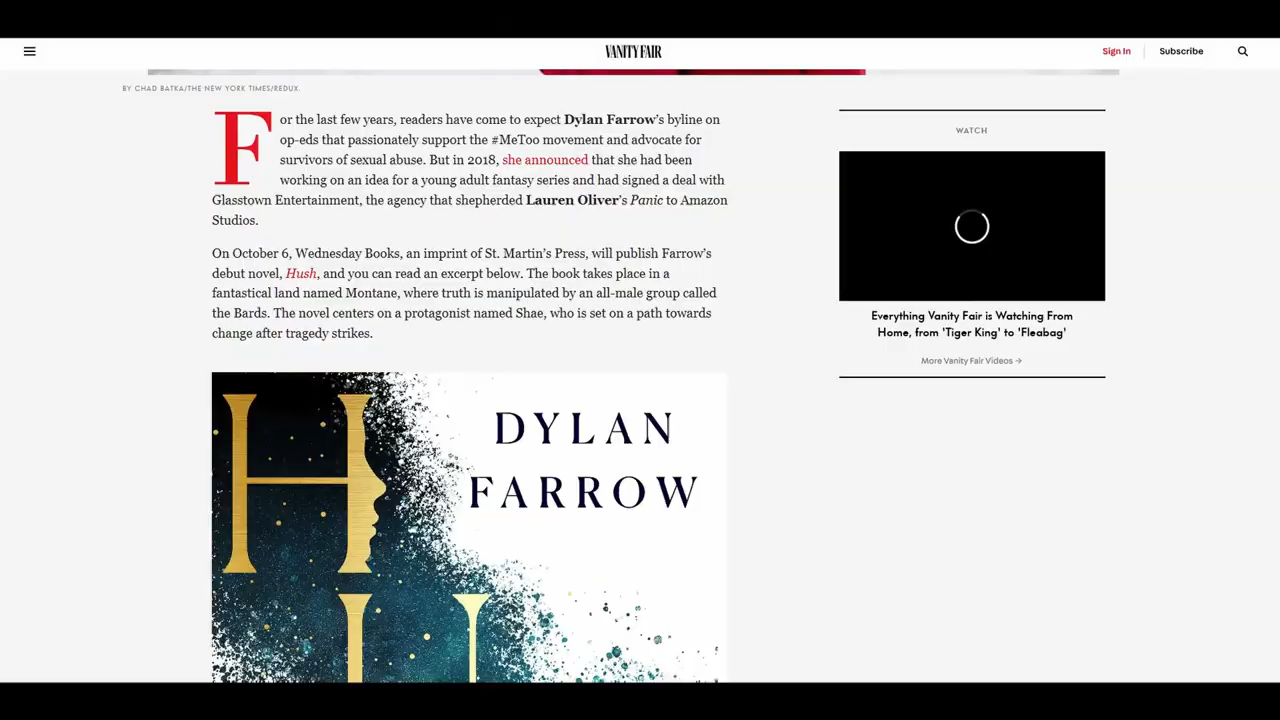 VANITY FAIR
Sign In
Subscribe
BY CHAD BATKA/THE NEW YORK TIMES/REDUX.
For the last few years, readers have come to expect Dylan Farrow's byline on
op-eds that passionately support the #MeToo movement and advocate for
survivors of sexual abuse. But in 2018, she announced that she had been
working on an idea for a young adult fantasy series and had signed a deal with
Glasstown Entertainment, the agency that shepherded Lauren Oliver's Panic to Amazon
Studios.
On October 6, Wednesday Books, an imprint of St. Martin's Press, will publish Farrow's
debut novel, Hush, and you can read an excerpt below. The book takes place in a
fantastical land named Montane, where truth is manipulated by an all-male group called
the Bards. The novel centers on a protagonist named Shae, who is set on a path towards
change after tragedy strikes.
WATCH
Everything Vanity Fair is Watching From
Home, from 'Tiger King' to 'Fleabag'
More Vanity Fair Videos →
H
DYLAN
FARROW
U